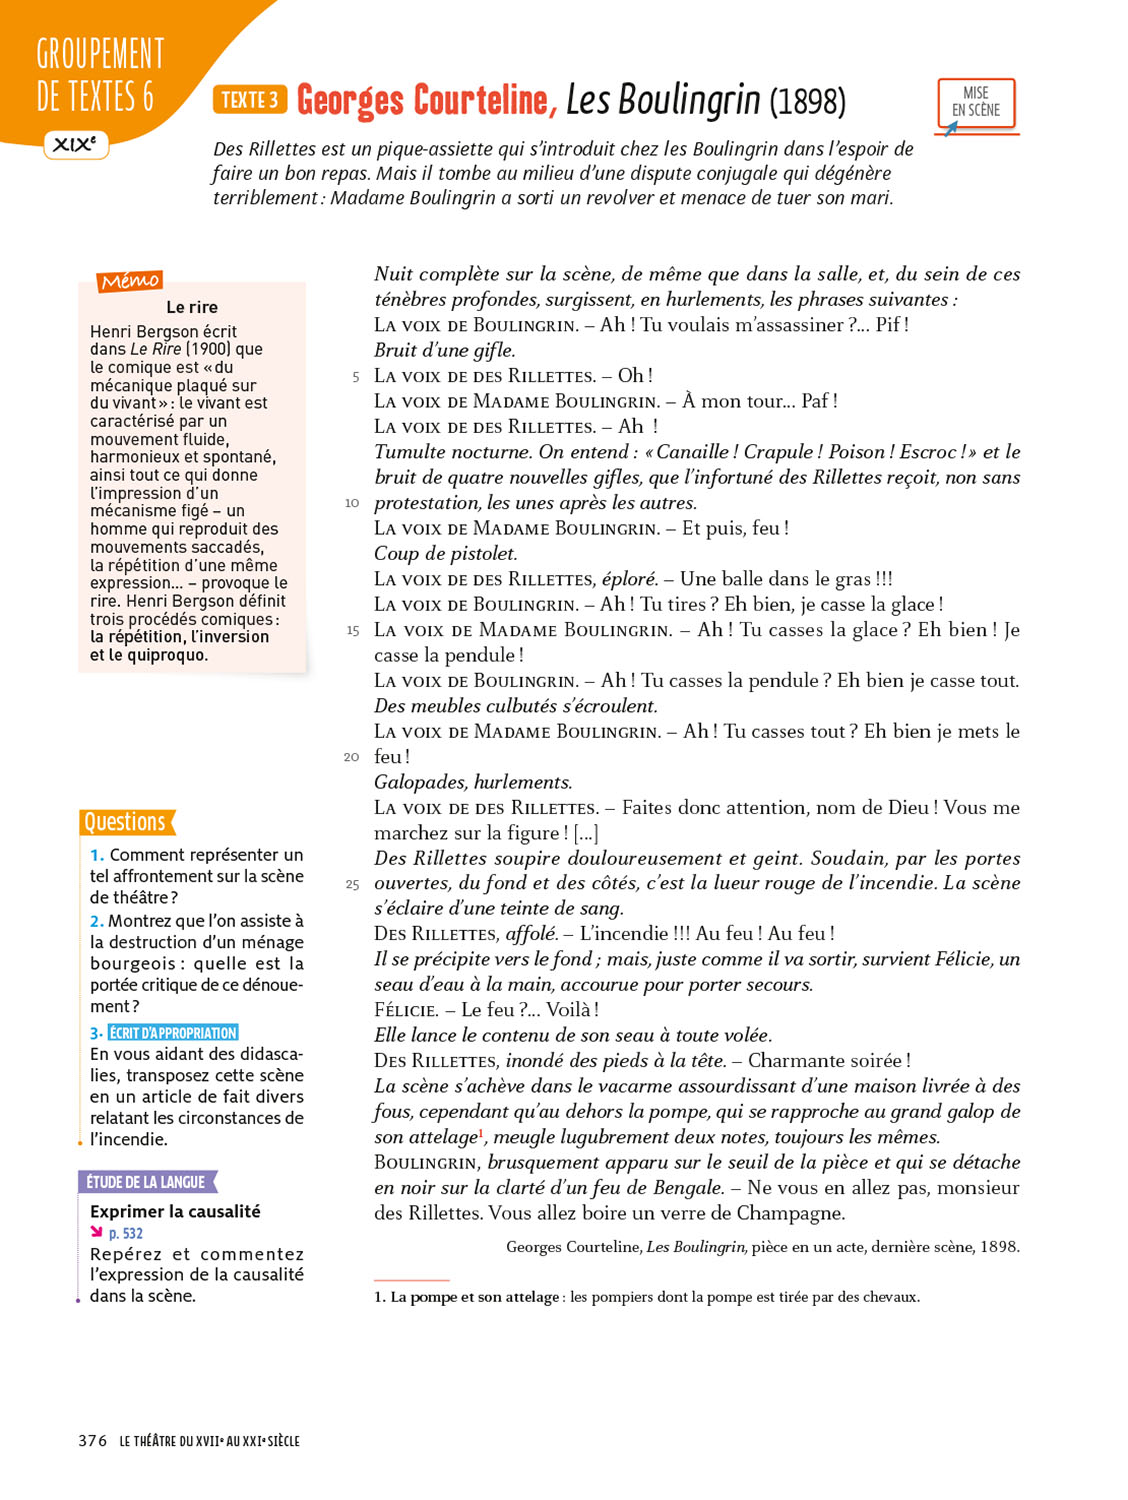 GROUPEMENT
DE TEXTES 6
XIXe
TEXTE 3 Georges Courteline, Les Boulingrin (1898)
MISE
EN SCÈNE
Des Rillettes est un pique-assiette qui s’introduit chez les Boulingrin dans l’espoir de
faire un bon repas. Mais il tombe au milieu d’une dispute conjugale qui dégénère
terriblement : Madame Boulingrin a sorti un revolver et menace de tuer son mari.
Mémo
Le rire
Henri Bergson écrit
dans Le Rire (1900) que
le comique est « du
mécanique plaqué sur
du vivant » : le vivant est
caractérisé par un
mouvement fluide,
harmonieux et spontané,
ainsi tout ce qui donne
l’impression d’un
mécanisme figé – un
homme qui reproduit des
mouvements saccadés,
la répétition d’une même
expression... – provoque le
rire. Henri Bergson définit
trois procédés comiques :
la répétition, l’inversion
et le quiproquo.
Questions
1. Comment représenter un
tel affrontement sur la scène
de théâtre ?
2. Montrez que l’on assiste à
la destruction d’un ménage
bourgeois : quelle est la
portée critique de ce dénoue-
ment ?
3. ÉCRIT D’APPROPRIATION
En vous aidant des didasca-
lies, transposez cette scène
en un article de fait divers
relatant les circonstances de
l’incendie.
ÉTUDE DE LA LANGUE
Exprimer la causalité
p. 532
Repérez et commentez
l’expression de la causalité
dans la scène.
Nuit complète sur la scène, de même que dans la salle, et, du sein de ces
ténèbres profondes, surgissent, en hurlements, les phrases suivantes :
LA VOIX DE BOULINGRIN. – Ah ! Tu voulais m’assassiner ?... Pif !
Bruit d’une gifle.
5 LA VOIX DE DES RILLETTES. – Oh !
LA VOIX DE MADAME BOULINGRIN. – À mon tour... Paf !
LA VOIX DE DES RILLETTES. – Ah !
Tumulte nocturne. On entend : « Canaille ! Crapule ! Poison ! Escroc ! » et le
bruit de quatre nouvelles gifles, que l’infortuné des Rillettes reçoit, non sans
10 protestation, les unes après les autres.
LA VOIX DE MADAME BOULINGRIN. – Et puis, feu !
Coup de pistolet.
LA VOIX DE DES RILLETTES, éploré. – Une balle dans le gras !!!
LA VOIX DE BOULINGRIN. – Ah ! Tu tires ? Eh bien, je casse la glace !
15 LA VOIX DE MADAME BOULINGRIN. – Ah ! Tu casses la glace ? Eh bien ! Je
casse la pendule !
LA VOIX DE BOULINGRIN. – Ah ! Tu casses la pendule ? Eh bien je casse tout.
Des meubles culbutés s’écroulent.
LA VOIX DE MADAME BOULINGRIN. – Ah ! Tu casses tout ? Eh bien je mets le
20 feu !
Galopades, hurlements.
LA VOIX DE DES RILLETTES. – Faites donc attention, nom de Dieu ! Vous me
marchez sur la figure ! [...]
Des Rillettes soupire douloureusement et geint. Soudain, par les portes
25 ouvertes, du fond et des côtés, c’est la lueur rouge de l’incendie. La scène
s’éclaire d’une teinte de sang.
DES RILLETTES, affolé. – L’incendie !!! Au feu ! Au feu !
Il se précipite vers le fond ; mais, juste comme il va sortir, survient Félicie, un
seau d’eau à la main, accourue pour porter secours.
FÉLICIE. – Le feu ?... Voilà !
Elle lance le contenu de son seau à toute volée.
DES RILLETTES, inondé des pieds à la tête. – Charmante soirée !
La scène s’achève dans le vacarme assourdissant d’une maison livrée à des
fous, cependant qu’au dehors la pompe, qui se rapproche au grand galop de
son attelage1, meugle lugubrement deux notes, toujours les mêmes.
BOULINGRIN, brusquement apparu sur le seuil de la pièce et qui se détache
en noir sur la clarté d’un feu de Bengale. – Ne vous en allez pas, monsieur
des Rillettes. Vous allez boire un verre de Champagne.
Georges Courteline, Les Boulingrin, pièce en un acte, dernière scène, 1898.
1. La pompe et son attelage : les pompiers dont la pompe est tirée par des chevaux.
376 LE THÉÂTRE DU XVIIe AU XXIe SIÈCLE